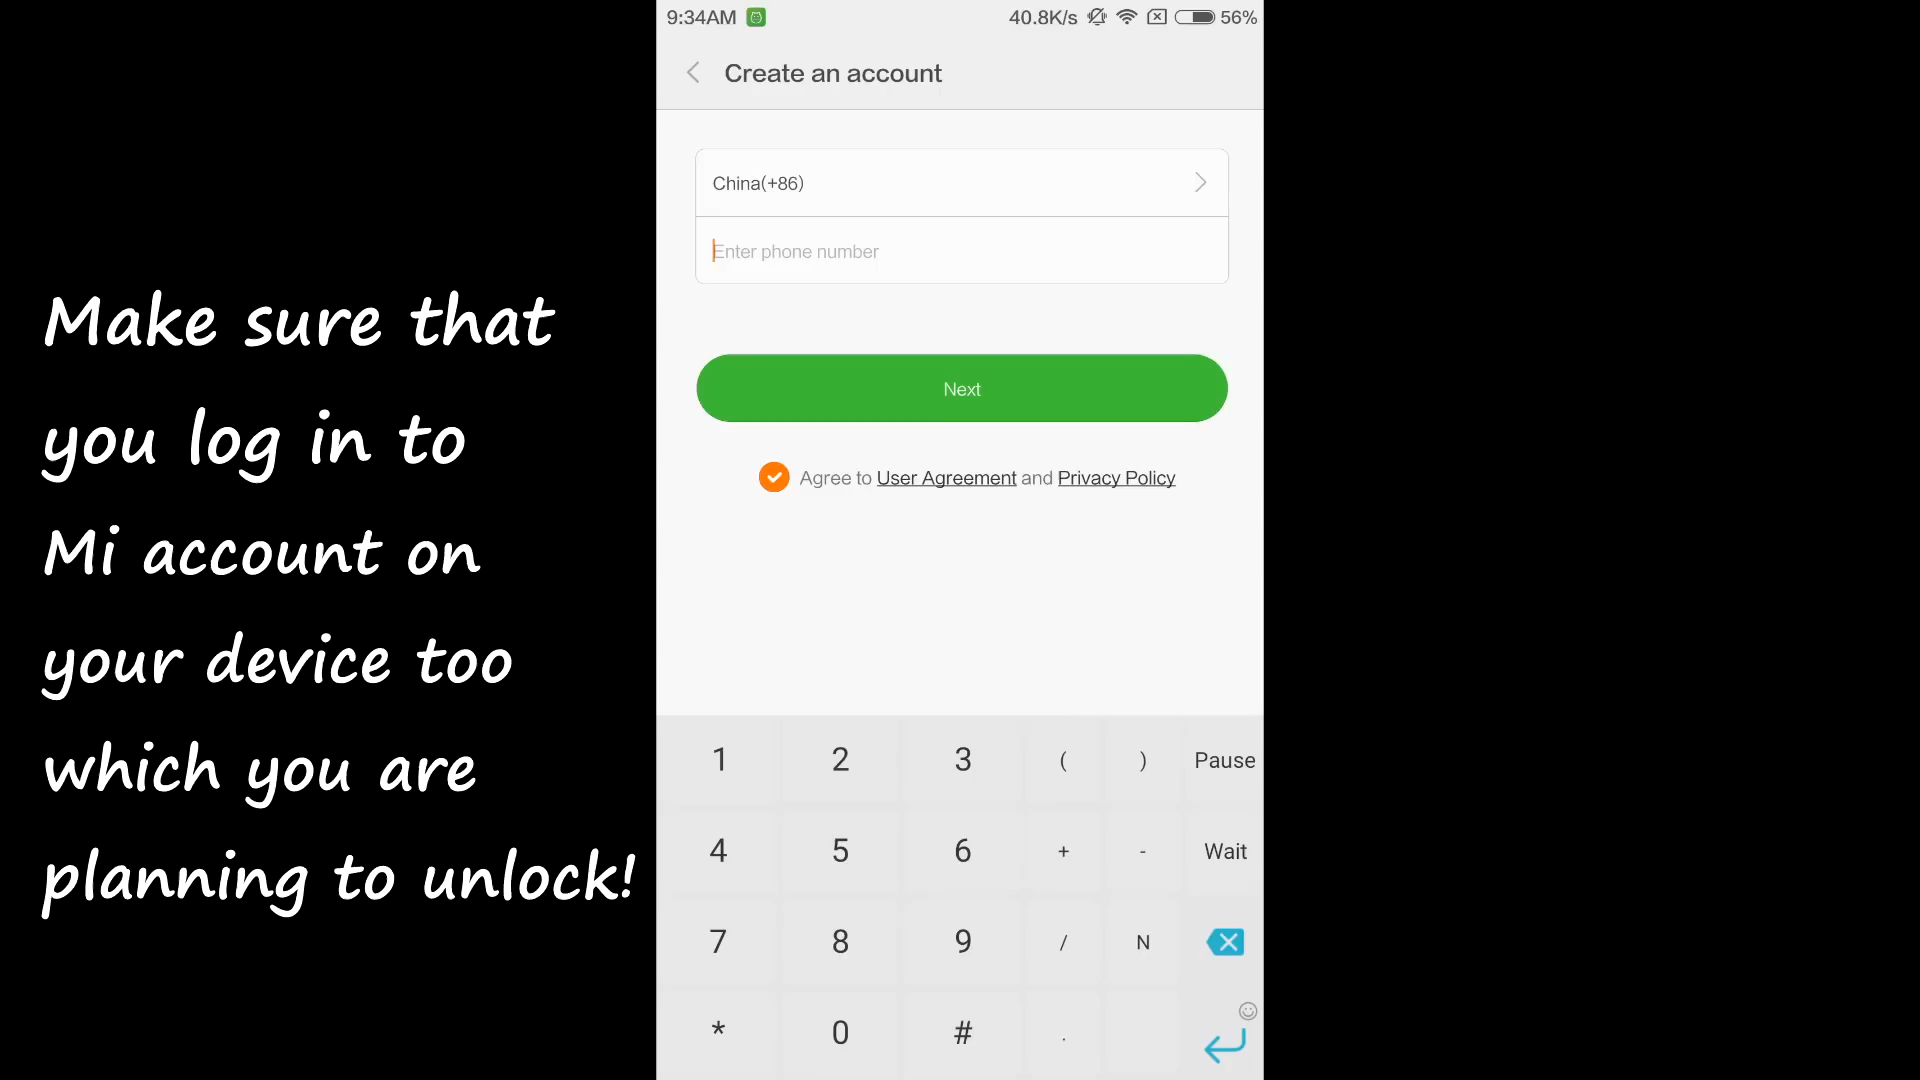 9:34AM 40.8K/s 56%
Create an account
China(+86)
Enter phone number
Next
Agree to User Agreement and Privacy Policy
Make sure that
you log in to
Mi account on
your device too
which you are
planning to unlock!
1 2 3 ( ) Pause
4 5 6 + - Wait
7 8 9 / N
* 0 # .